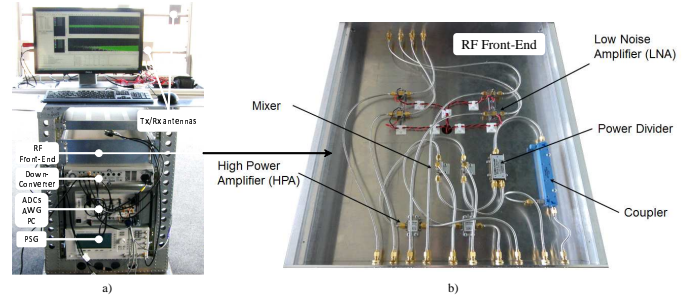 Tx/Rx antennas
RF
Front-End
Down-
Converter
ADCs
AWG
PC
PSG
a)
RF Front-End
Low Noise
Amplifier (LNA)
Mixer
Power Divider
High Power
Amplifier (HPA)
Coupler
b)